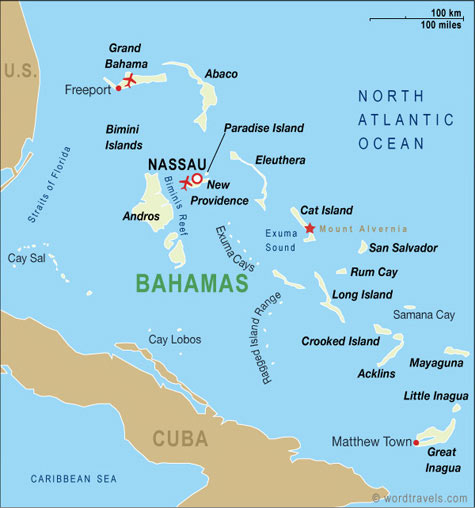 100 km
100 miles
U.S.
Grand
Bahama
Abaco
Freeport
NORTH
ATLANTIC
OCEAN
Bimini
Islands
Paradise Island
Straits of Florida
NASSAU
Eleuthera
New
Providence
Biminis Reef
Andros
Cat Island
Mount Alvernia
Exuma
Sound
San Salvador
Exuma Cays
Cay Sal
Rum Cay
BAHAMAS
Long Island
Ragged Island Range
Samana Cay
Cay Lobos
Crooked Island
Mayaguna
Acklins
Little Inagua
CUBA
Matthew Town
Great
Inagua
CARIBBEAN SEA
© wordtravels.com